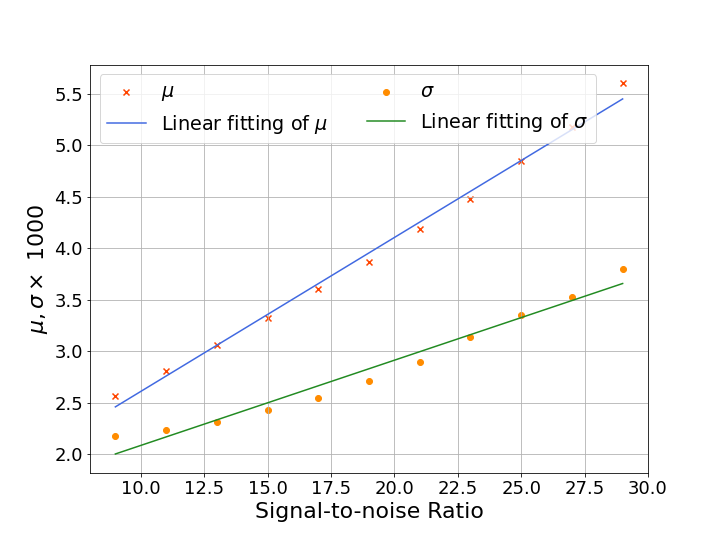 μ
σ
Linear fitting of μ
Linear fitting of σ
5.5
5.0
4.5
4.0
3.5
3.0
2.5
2.0
μ, σ × 1000
10.0 12.5 15.0 17.5 20.0 22.5 25.0 27.5 30.0
Signal-to-noise Ratio